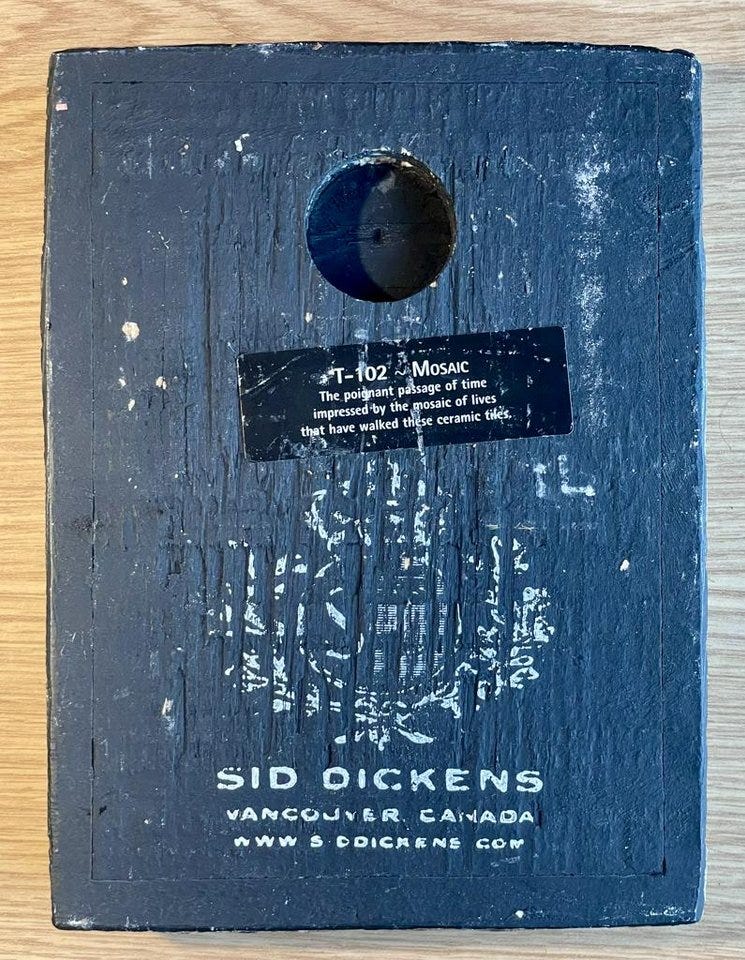 T-102 ~ MOSAIC
The poignant passage of time
impressed by the mosaic of lives
that have walked these ceramic tiles.
SID DICKENS
VANCOUVER CANADA